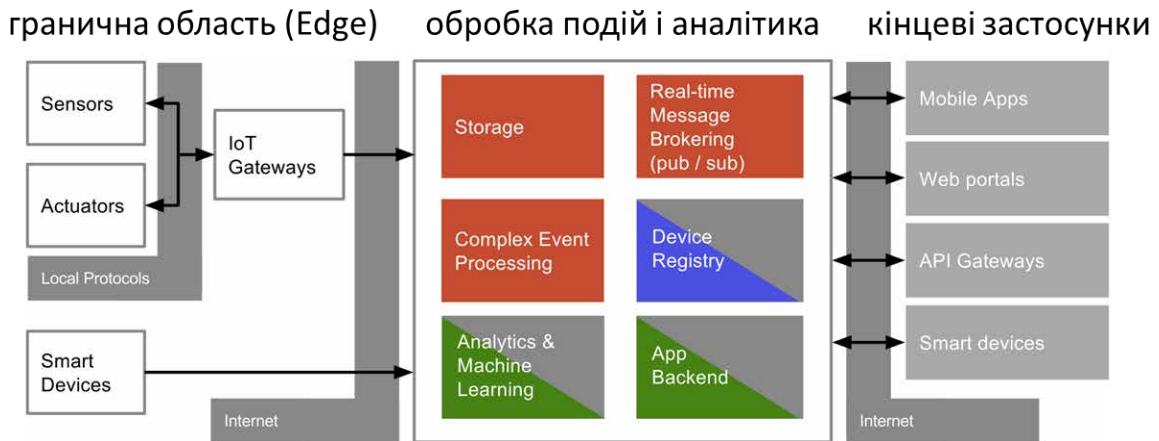 гранична область (Edge)
обробка подій і аналітика
кінцеві застосунки
Sensors
Actuators
Local Protocols
IoT
Gateways
Smart
Devices
Internet
Storage
Real-time
Message
Brokering
(pub / sub)
Complex Event
Processing
Device
Registry
Analytics &
Machine
Learning
App
Backend
Internet
Mobile Apps
Web portals
API Gateways
Smart devices